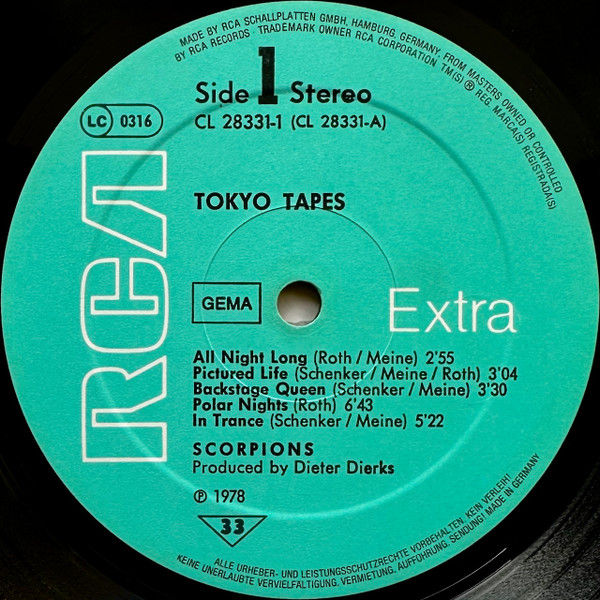 MADE BY RCA SCHALLPLATTEN GMBH, HAMBURG, GERMANY, FROM MASTERS OWNED OR CONTROLLED
BY RCA RECORDS · TRADEMARK OWNER RCA CORPORATION TM(S) ® REG. MARCA(S) REGISTRADA(S)
Side 1 Stereo
LC 0316
CL 28331-1 (CL 28331-A)
RCA
TOKYO TAPES
GEMA
Extra
All Night Long (Roth / Meine) 2'55
Pictured Life (Schenker / Meine / Roth) 3'04
Backstage Queen (Schenker / Meine) 3'30
Polar Nights (Roth) 6'43
In Trance (Schenker / Meine) 5'22
SCORPIONS
Produced by Dieter Dierks
℗ 1978
33
ALLE URHEBER- UND LEISTUNGSSCHUTZRECHTE VORBEHALTEN. KEIN VERLEIH!
KEINE UNERLAUBTE VERVIELFÄLTIGUNG, VERMIETUNG, AUFFÜHRUNG, SENDUNG! MADE IN GERMANY